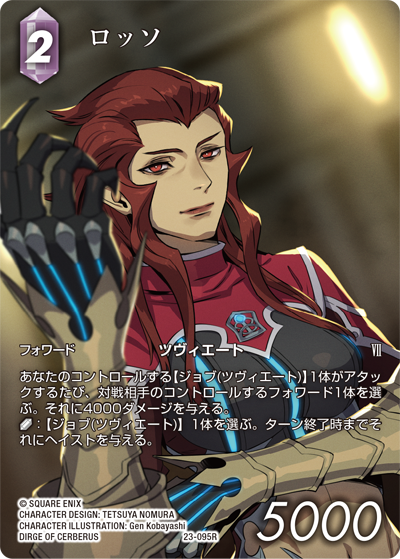 2
ロッソ
フォワード ツヴィエート VII
あなたのコントロールする【ジョブ(ツヴィエート)】1体がアタッ
クするたび、対戦相手のコントロールするフォワード1体を選
ぶ。それに4000ダメージを与える。
：【ジョブ(ツヴィエート)】 1体を選ぶ。ターン終了時までそ
れにヘイストを与える。
© SQUARE ENIX
CHARACTER DESIGN: TETSUYA NOMURA
CHARACTER ILLUSTRATION: Gen Kobayashi
DIRGE OF CERBERUS
23-095R
5000